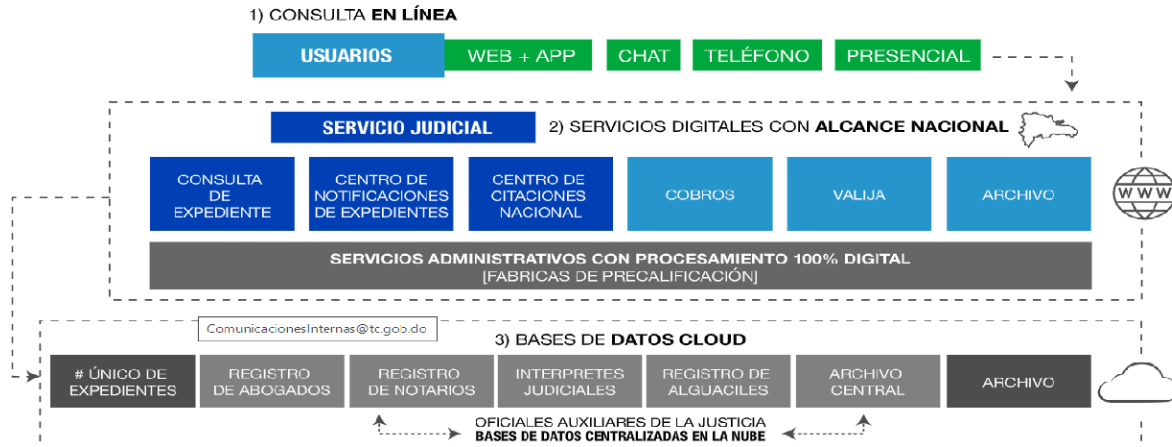 1) CONSULTA EN LÍNEA
USUARIOS
WEB + APP
CHAT
TELÉFONO
PRESENCIAL
SERVICIO JUDICIAL
2) SERVICIOS DIGITALES CON ALCANCE NACIONAL
CONSULTA
DE
EXPEDIENTE
CENTRO DE
NOTIFICACIONES
DE EXPEDIENTES
CENTRO DE
CITACIONES
NACIONAL
COBROS
VALIJA
ARCHIVO
WWW
SERVICIOS ADMINISTRATIVOS CON PROCESAMIENTO 100% DIGITAL
[FABRICAS DE PRECALIFICACIÓN]
ComunicacionesInternas@tc.gob.do
3) BASES DE DATOS CLOUD
# ÚNICO DE
EXPEDIENTES
REGISTRO
DE ABOGADOS
REGISTRO
DE NOTARIOS
INTERPRETES
JUDICIALES
REGISTRO DE
ALGUACILES
ARCHIVO
CENTRAL
ARCHIVO
OFICIALES AUXILIARES DE LA JUSTICIA
BASES DE DATOS CENTRALIZADAS EN LA NUBE